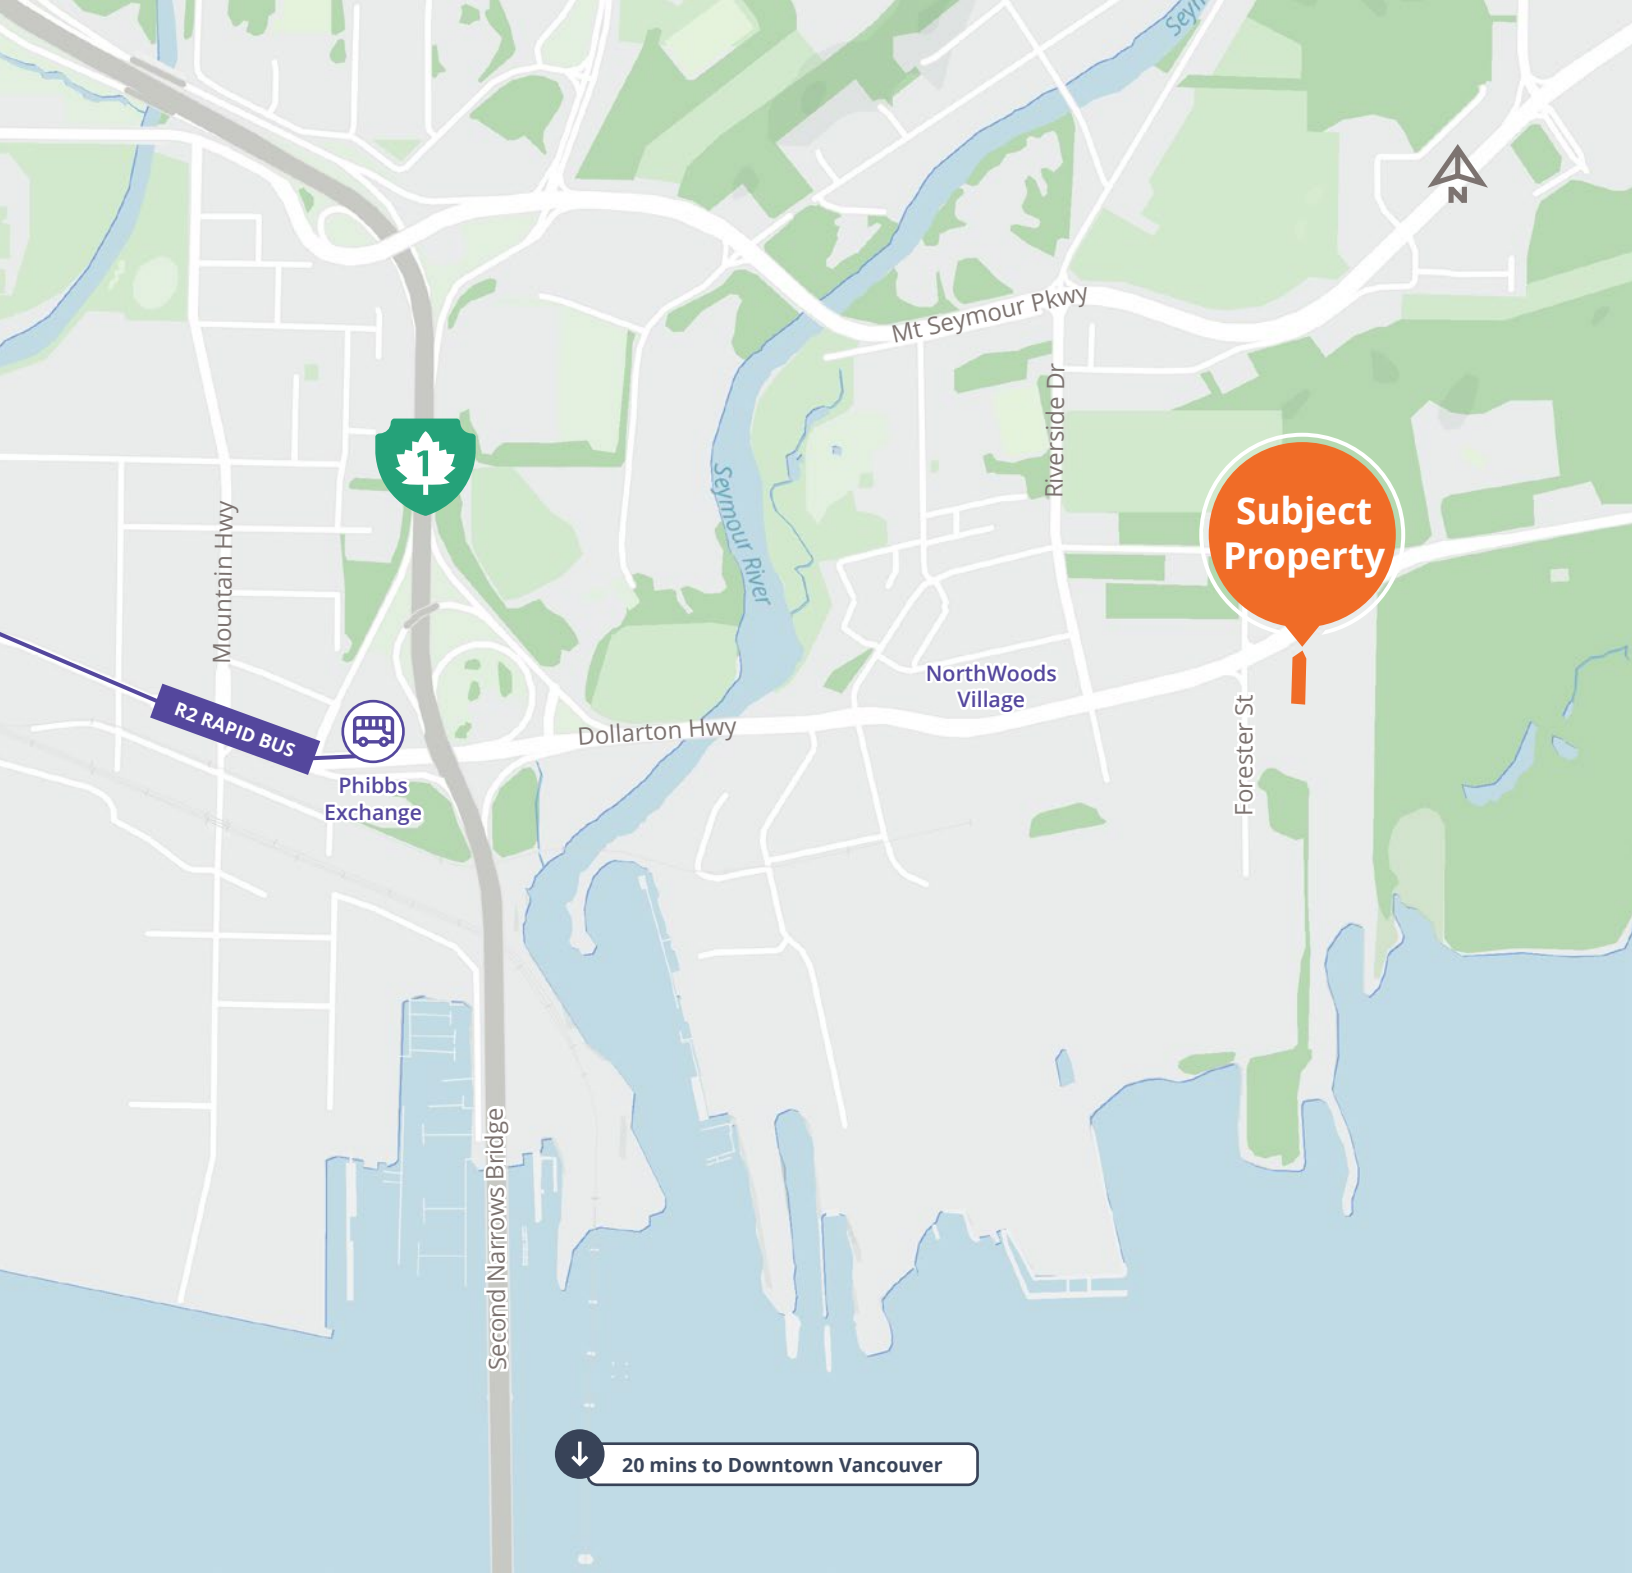 Seym
N
Mt Seymour Pkwy
Riverside Dr
1
Seymour River
Mountain Hwy
Subject
Property
NorthWoods
Village
R2 RAPID BUS
Dollarton Hwy
Forester St
Phibbs
Exchange
Second Narrows Bridge
20 mins to Downtown Vancouver